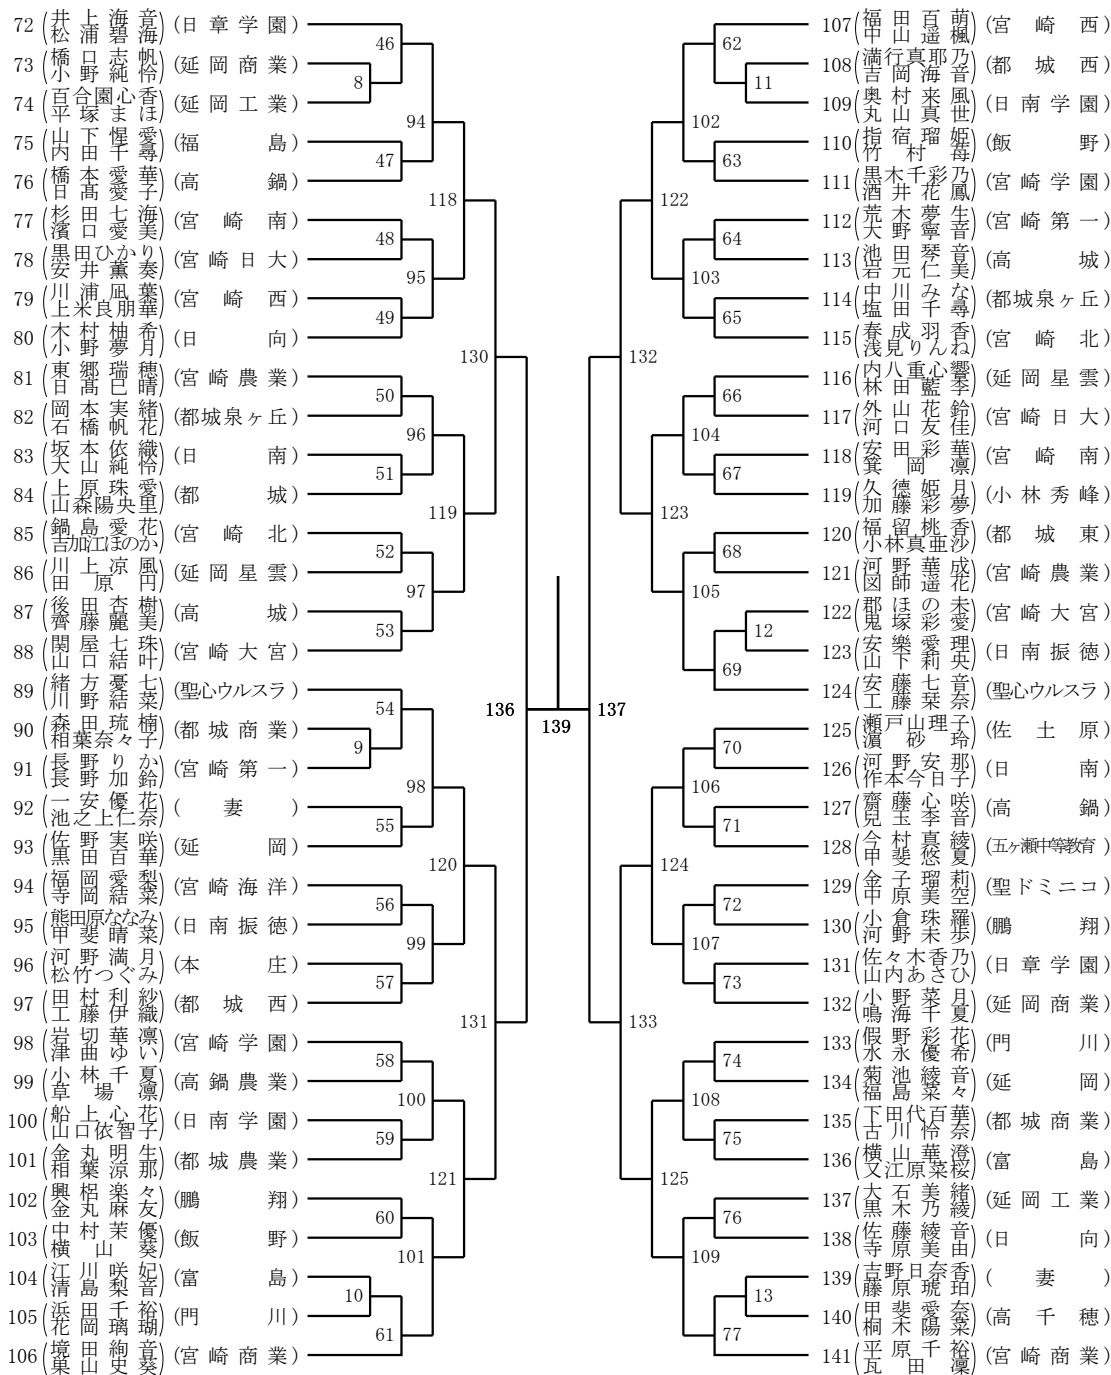 72 (井上海音 松浦碧海) (日章学園)
73 (橋口志帆 小野純怜) (延岡商業)
74 (百合園心香 平塚まほ) (延岡工業)
75 (山下惺愛 内田千尋) (福島)
76 (橋本愛華 日髙愛子) (高鍋)
77 (杉田七海 濱口愛美) (宮崎南)
78 (黒田ひかり 安井薫奏) (宮崎日大)
79 (川浦凪葉 上米良朋華) (宮崎西)
80 (木村柚希 小野夢月) (日向)
81 (東郷瑞穂 日髙巳晴) (宮崎農業)
82 (岡本実緒 石橋帆花) (都城泉ヶ丘)
83 (坂本依織 大山純怜) (日南)
84 (上原珠愛 山森陽央里) (都城)
85 (鍋島愛花 吉加江ほのか) (宮崎北)
86 (川上涼風 田原円) (延岡星雲)
87 (後田杏樹 齊藤麗美) (高城)
88 (関屋七珠 山口結叶) (宮崎大宮)
89 (緒方憂七 川野結菜) (聖心ウルスラ)
90 (森田琉楠 相葉奈々子) (都城商業)
91 (長野りか 長野加鈴) (宮崎第一)
92 (一安優花 池之上仁奈) (妻)
93 (佐野実咲 黒田百華) (延岡)
94 (福岡愛梨 寺岡結菜) (宮崎海洋)
95 (熊田原ななみ 甲斐晴菜) (日南振徳)
96 (河野満月 松竹つぐみ) (本庄)
97 (田村利紗 工藤伊織) (都城西)
98 (岩切華凛 津曲ゆい) (宮崎学園)
99 (小林千夏 草場凛) (高鍋農業)
100 (船上心花 山口依智子) (日南学園)
101 (金丸明生 相葉涼那) (都城農業)
102 (興梠楽々 金丸麻友) (鵬翔)
103 (中村茉優 横山葵) (飯野)
104 (江川咲妃 清島梨音) (富島)
105 (浜田千裕 花岡璃瑚) (門川)
106 (境田絢音 巣山史葵) (宮崎商業)
46
8
94
47
118
48
95
49
130
50
96
51
119
52
97
53
54
9
98
55
120
56
99
57
131
58
100
59
121
60
101
10
61
136
139
137
62
11
102
63
122
64
103
65
132
66
104
67
123
68
105
12
69
70
106
71
124
72
107
73
133
74
108
75
125
76
109
13
77
107 (福田百萌 中山遥楓) (宮崎西)
108 (満行真耶乃 吉岡海音) (都城西)
109 (奥村来風 丸山真世) (日南学園)
110 (指宿瑠姫 竹村苺) (飯野)
111 (黒木千彩乃 酒井花鳳) (宮崎学園)
112 (荒木夢生 大野寧音) (宮崎第一)
113 (池田琴音 岩元仁美) (高城)
114 (中川みな 塩田千尋) (都城泉ヶ丘)
115 (春成羽香 浅見りんね) (宮崎北)
116 (内八重心響 林田藍季) (延岡星雲)
117 (外山花鈴 河口友佳) (宮崎日大)
118 (安田彩華 箕岡凛) (宮崎南)
119 (久徳姫月 加藤彩夢) (小林秀峰)
120 (福留桃香 小林真亜沙) (都城東)
121 (河野華成 図師遥花) (宮崎農業)
122 (郡ほの未 鬼塚彩愛) (宮崎大宮)
123 (安樂愛理 山下莉央) (日南振徳)
124 (安藤七音 工藤栞奈) (聖心ウルスラ)
125 (瀬戸山理子 濵砂玲) (佐土原)
126 (河野安那 作本今日子) (日南)
127 (齋藤心咲 兒玉李音) (高鍋)
128 (今村真綾 甲斐悠夏) (五ヶ瀬中等教育)
129 (金子瑠莉 中原美空) (聖ドミニコ)
130 (小倉珠羅 河野未歩) (鵬翔)
131 (佐々木香乃 山内あさひ) (日章学園)
132 (小野菜月 鳴海千夏) (延岡商業)
133 (假野彩花 水永優希) (門川)
134 (菊池綾音 福島菜々) (延岡)
135 (下田代百華 古川怜奈) (都城商業)
136 (横山華澄 又江原菜桜) (富島)
137 (大石美緒 黒木乃綾) (延岡工業)
138 (佐藤綾音 寺原美由) (日向)
139 (吉野日奈香 藤原琥珀) (妻)
140 (甲斐愛奈 桐木陽菜) (高千穂)
141 (平原千裕 瓦田凜) (宮崎商業)